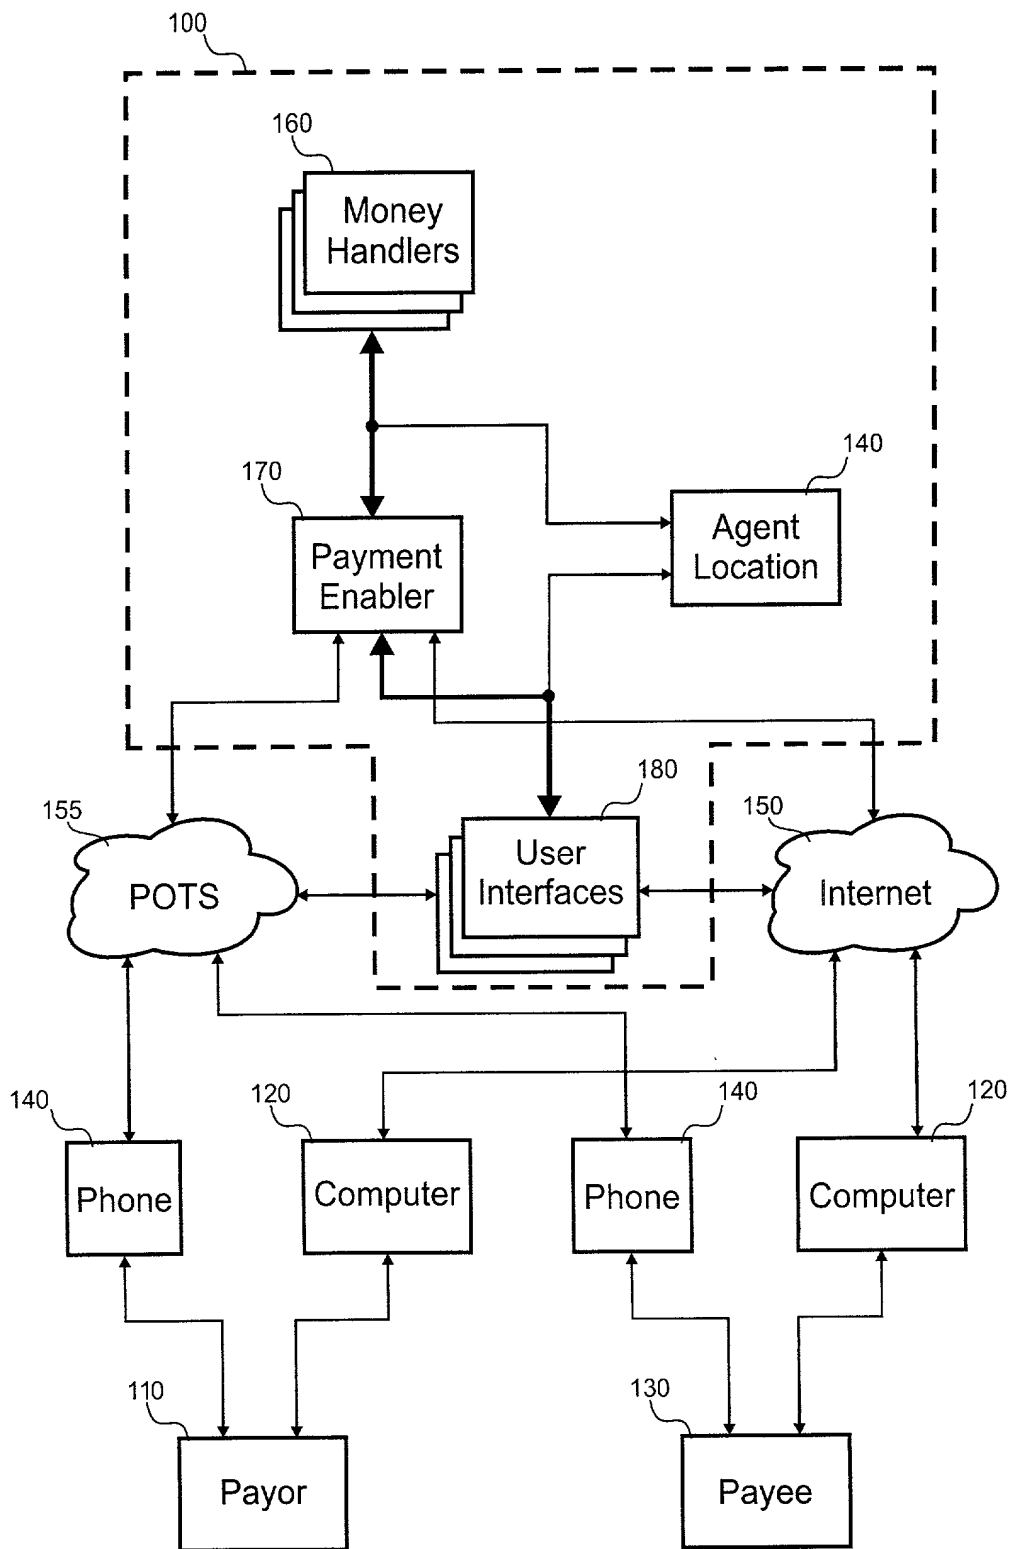 100
160
Money
Handlers
170
140
Payment
Enabler
Agent
Location
155
180
150
POTS
User
Interfaces
Internet
140
120
140
120
Phone
Computer
Phone
Computer
110
130
Payor
Payee